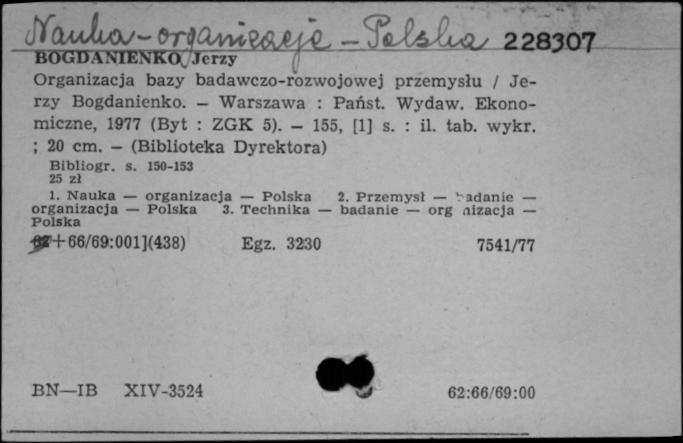 Nauka-organizacja - Polska 228307
BOGDANIENKO Jerzy
Organizacja bazy badawczo-rozwojowej przemysłu / Je-
rzy Bogdanienko. — Warszawa : Państ. Wydaw. Ekono-
miczne, 1977 (Byt : ZGK 5). — 155, [1] s. : il. tab. wykr.
; 20 cm. — (Biblioteka Dyrektora)
Bibliogr. s. 150-153
25 zł
1. Nauka — organizacja — Polska 2. Przemysł — badanie —
organizacja — Polska 3. Technika — badanie — org nizacja —
Polska
62+66/69:001](438) Egz. 3230 7541/77
BN—IB XIV-3524 62:66/69:00